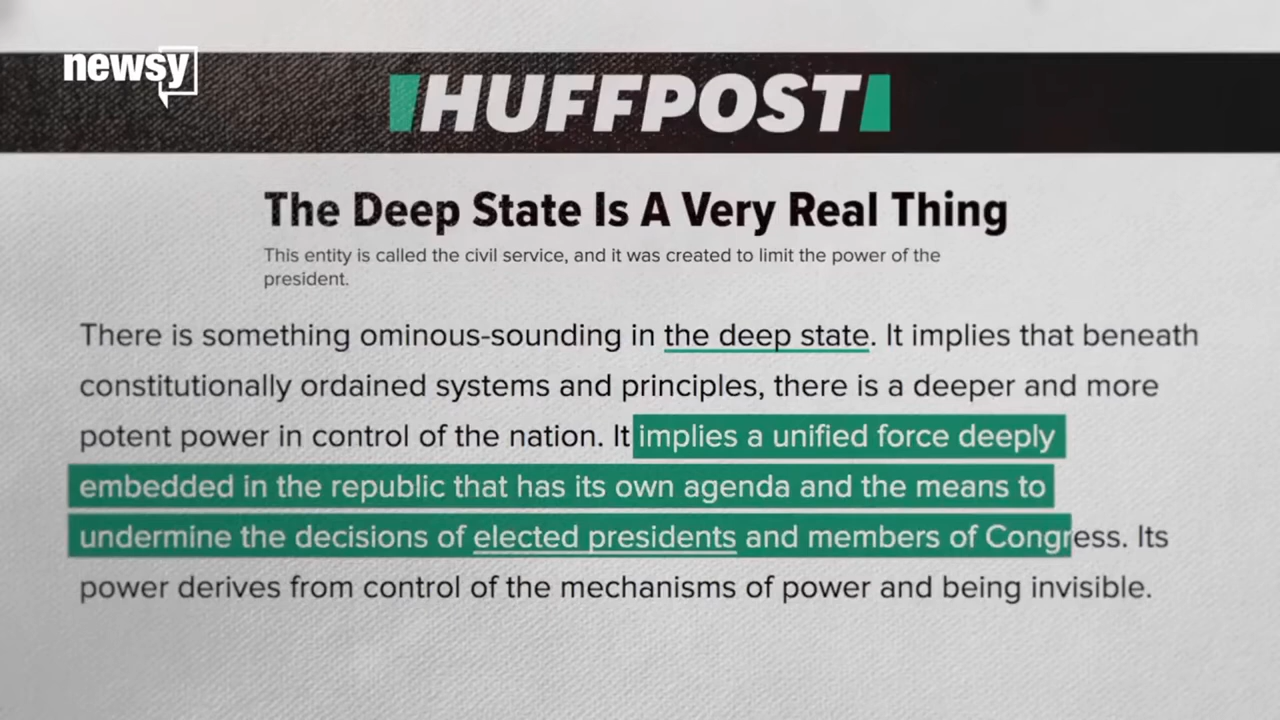 newsy
HUFFPOST
The Deep State Is A Very Real Thing
This entity is called the civil service, and it was created to limit the power of the
president.
There is something ominous-sounding in the deep state. It implies that beneath
constitutionally ordained systems and principles, there is a deeper and more
potent power in control of the nation. It implies a unified force deeply
embedded in the republic that has its own agenda and the means to
undermine the decisions of elected presidents and members of Congress. Its
power derives from control of the mechanisms of power and being invisible.